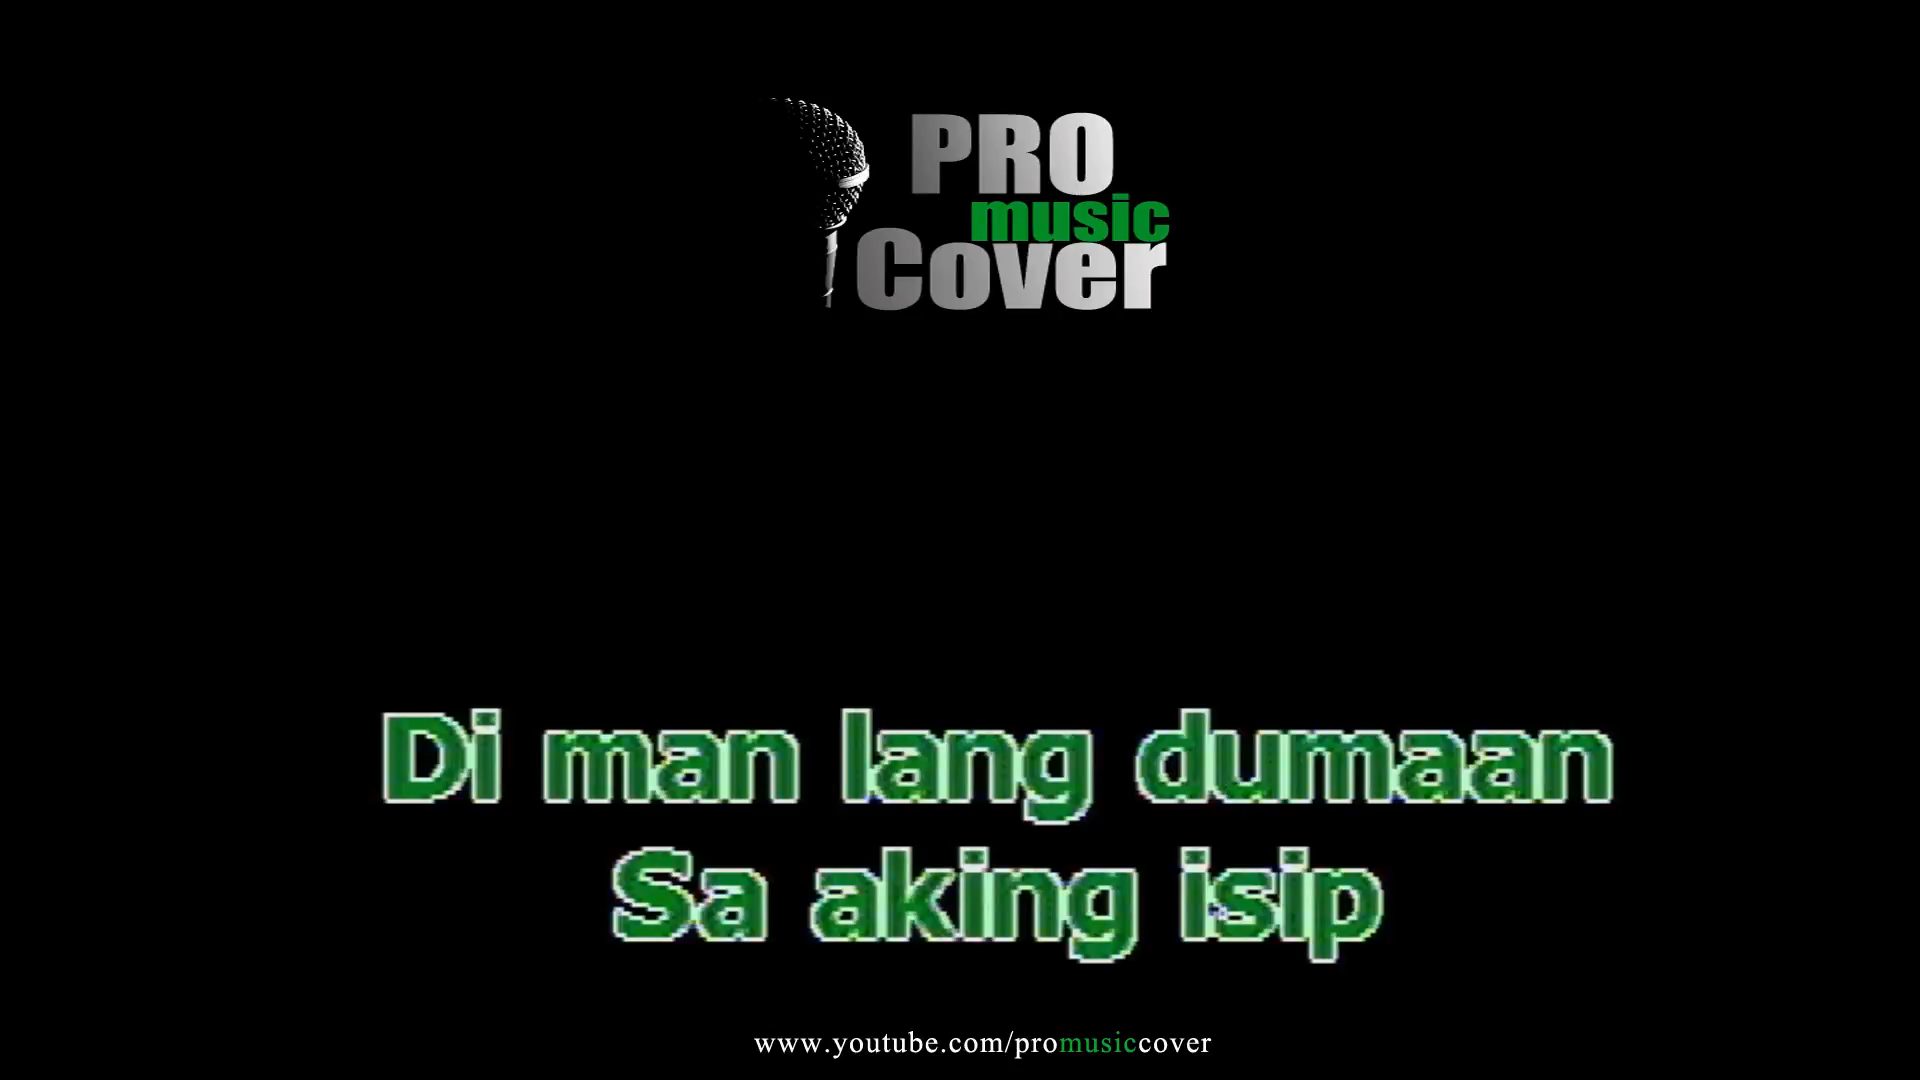 PRO
music
Cover
Di man lang dumaan
Sa aking isip
www.youtube.com/promusiccover